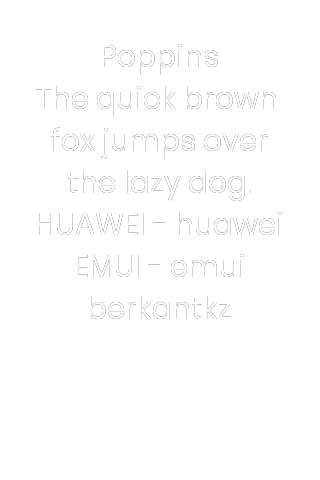 Poppins
The quick brown
fox jumps over
the lazy dog.
HUAWEI - huawei
EMUI - emui
berkantkz